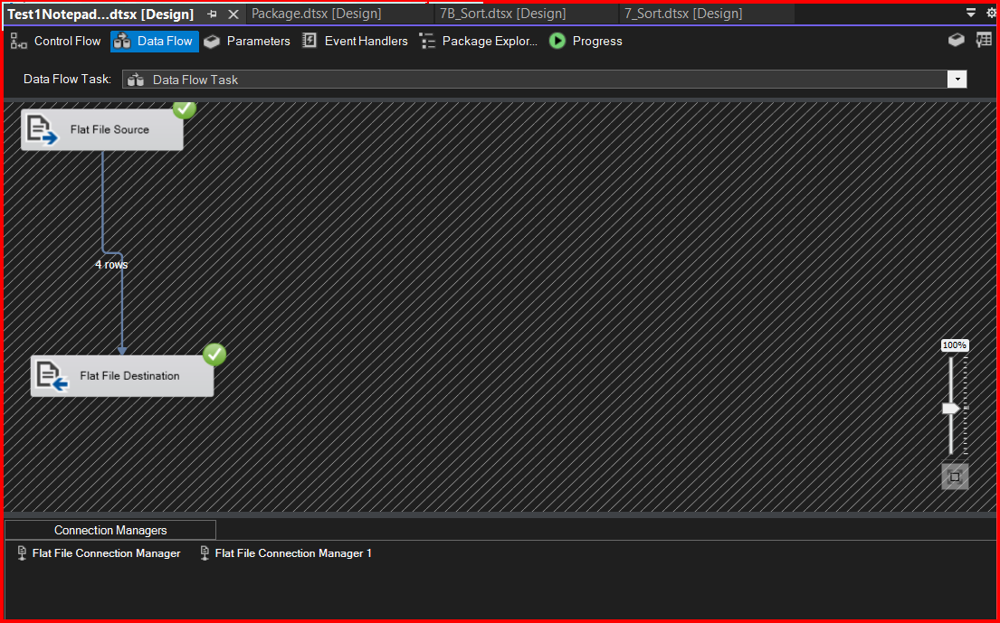 Test1Notepad...dtsx [Design] Package.dtsx [Design] 7B_Sort.dtsx [Design] 7_Sort.dtsx [Design]
Control Flow Data Flow Parameters Event Handlers Package Explor... Progress
Data Flow Task: Data Flow Task
Flat File Source
4 rows
100%
Flat File Destination
Connection Managers
Flat File Connection Manager Flat File Connection Manager 1